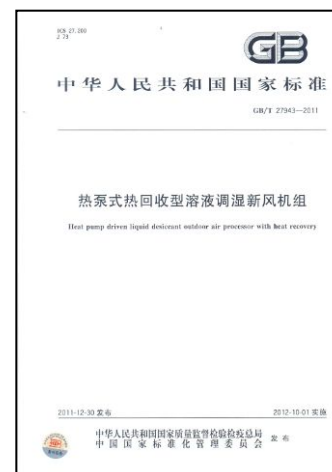 ICS 27.200
J 73
GB
中华人民共和国国家标准
GB/T 27943—2011
热泵式热回收型溶液调湿新风机组
Heat pump driven liquid desiccant outdoor air processor with heat recovery
2011-12-30 发布
2012-10-01 实施
中华人民共和国国家质量监督检验检疫总局
中国国家标准化管理委员会
发布